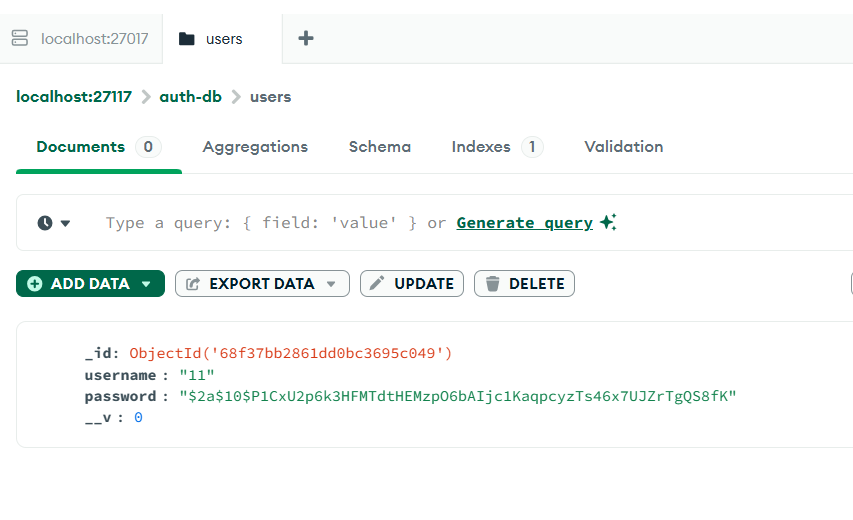 localhost:27017 users +
localhost:27117 > auth-db > users
Documents 0 Aggregations Schema Indexes 1 Validation
Type a query: { field: 'value' } or Generate query
ADD DATA EXPORT DATA UPDATE DELETE
_id: ObjectId('68f37bb2861dd0bc3695c049')
username : "11"
password : "$2a$10$P1CxU2p6k3HFMTdtHEMzpO6bAIjc1KaqpcyzTs46x7UJZrTgQS8fK"
__v : 0